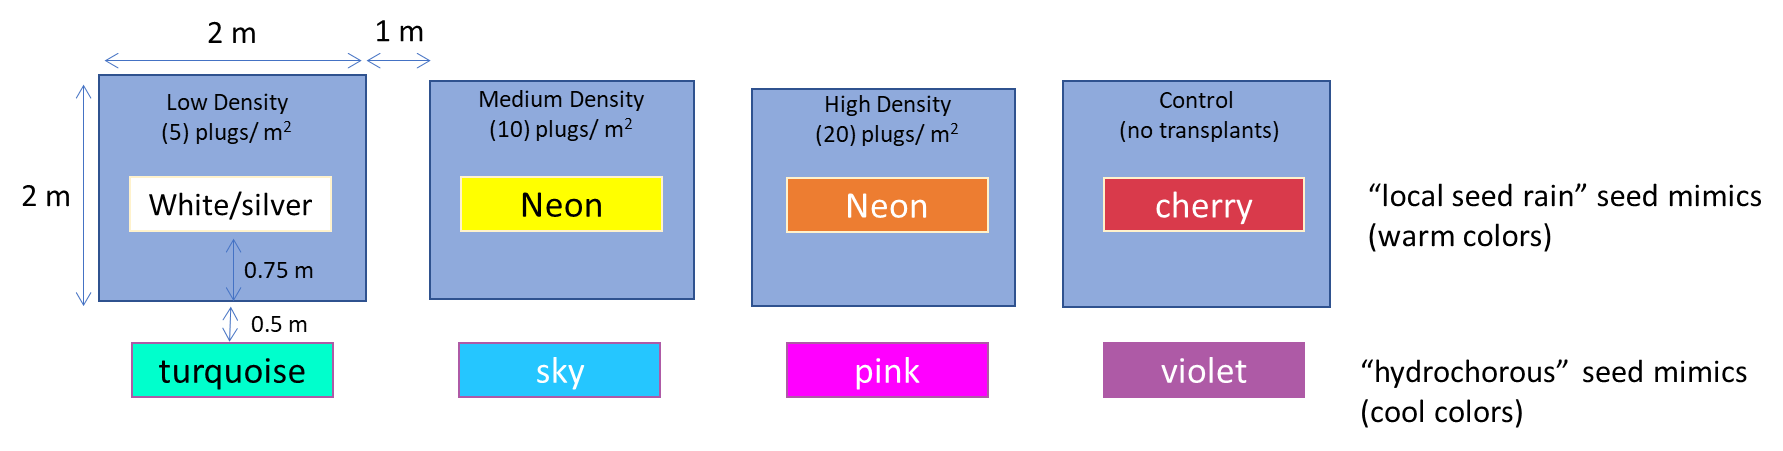 2 m
1 m
Low Density
(5) plugs/ m²
Medium Density
(10) plugs/ m²
High Density
(20) plugs/ m²
Control
(no transplants)
2 m
White/silver
Neon
Neon
cherry
“local seed rain” seed mimics
(warm colors)
0.75 m
0.5 m
turquoise
sky
pink
violet
“hydrochorous” seed mimics
(cool colors)